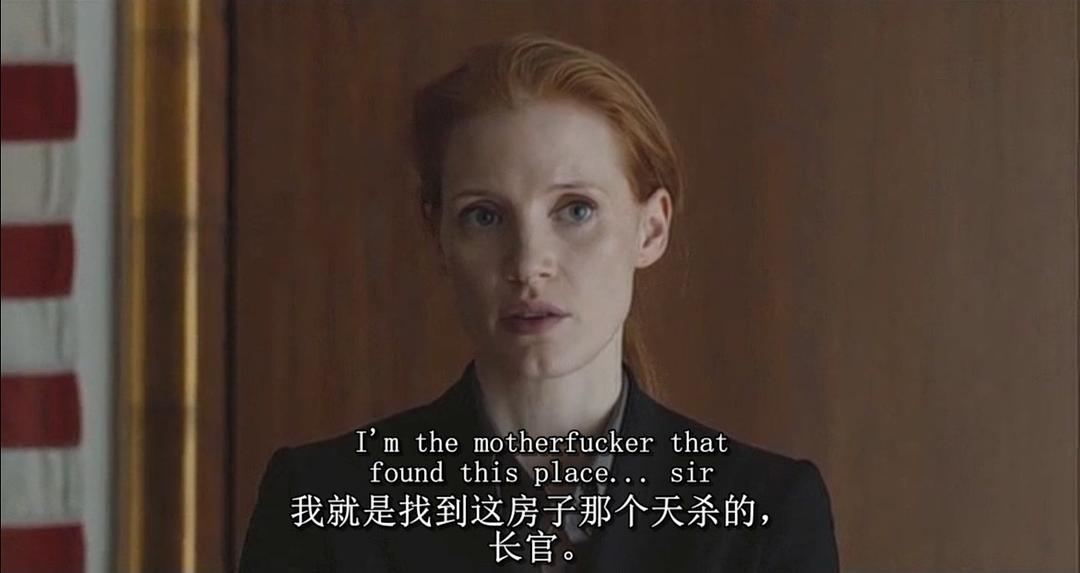 I'm the motherfucker that
found this place... sir
我就是找到这房子那个天杀的，
长官。